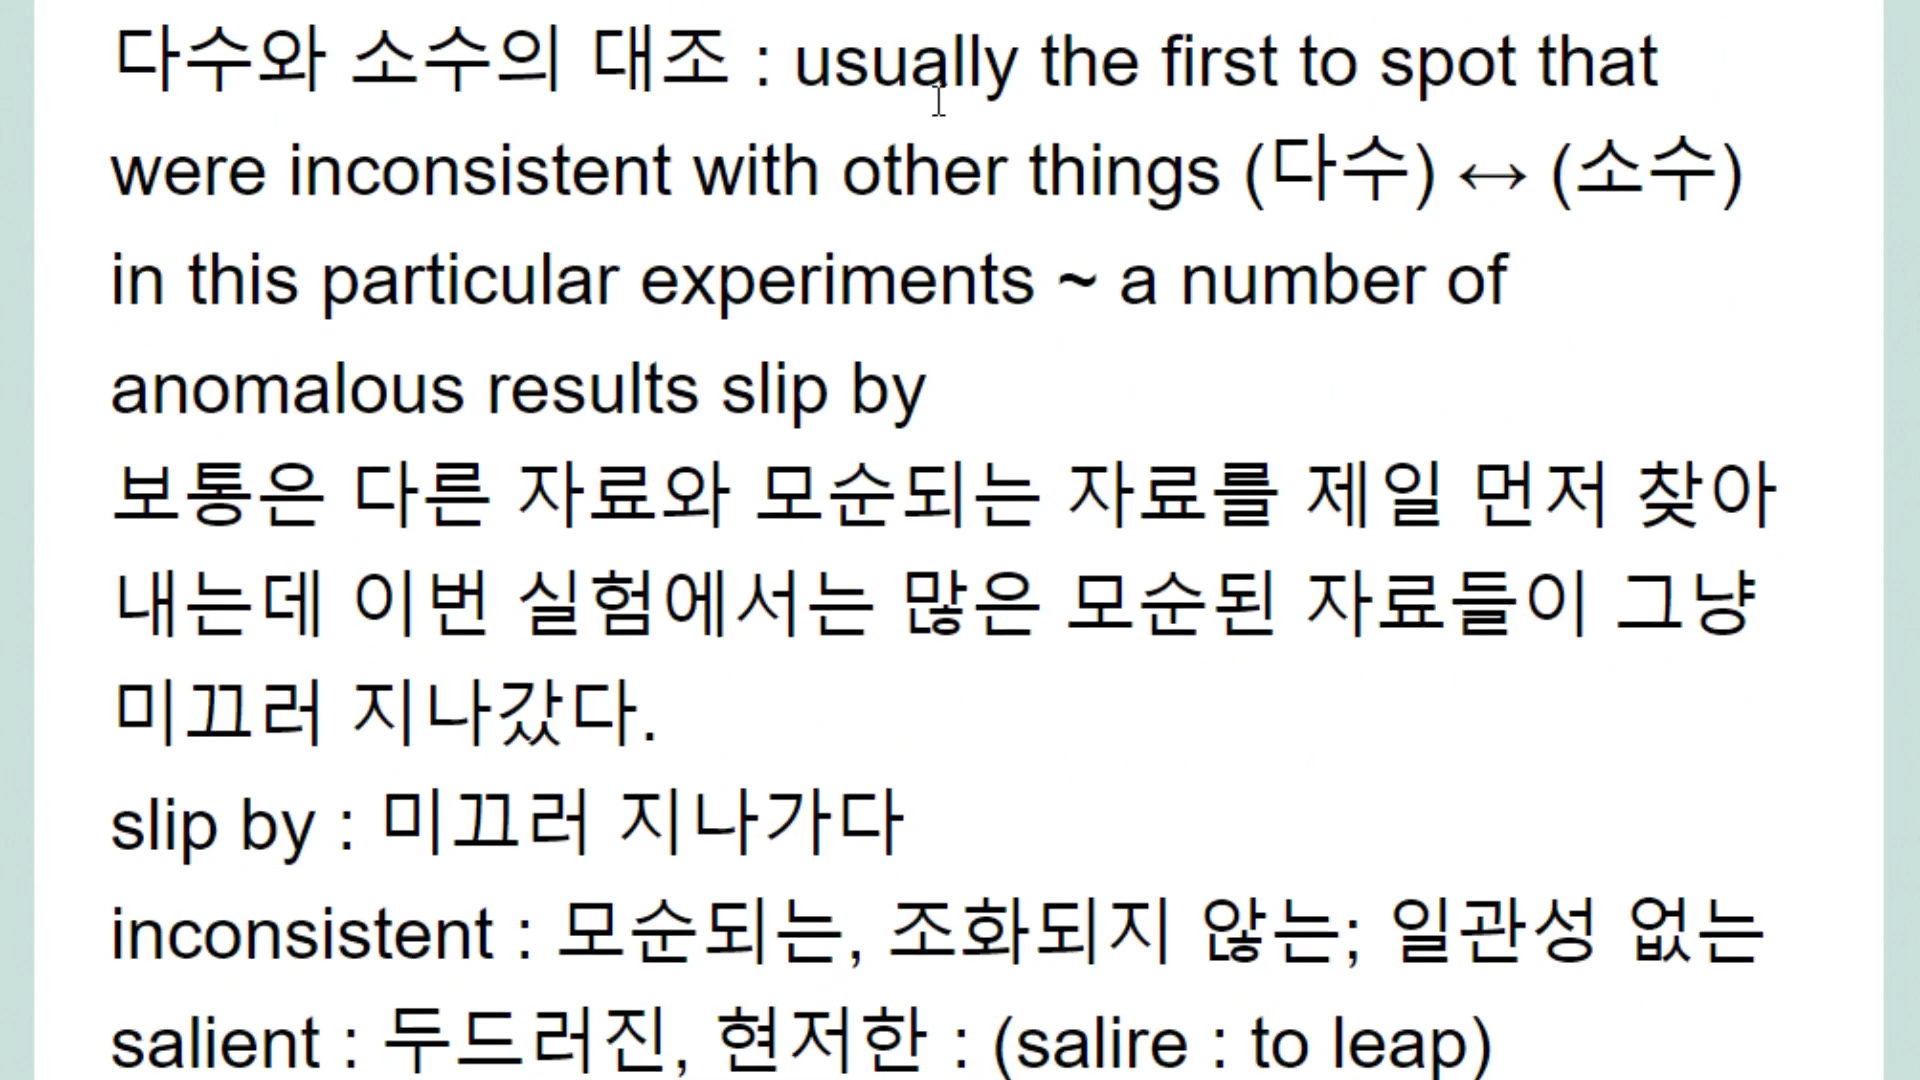 다수와 소수의 대조 : usually the first to spot that
were inconsistent with other things (다수) ↔ (소수)
in this particular experiments ~ a number of
anomalous results slip by
보통은 다른 자료와 모순되는 자료를 제일 먼저 찾아
내는데 이번 실험에서는 많은 모순된 자료들이 그냥
미끄러 지나갔다.
slip by : 미끄러 지나가다
inconsistent : 모순되는, 조화되지 않는; 일관성 없는
salient : 두드러진, 현저한 : (salire : to leap)